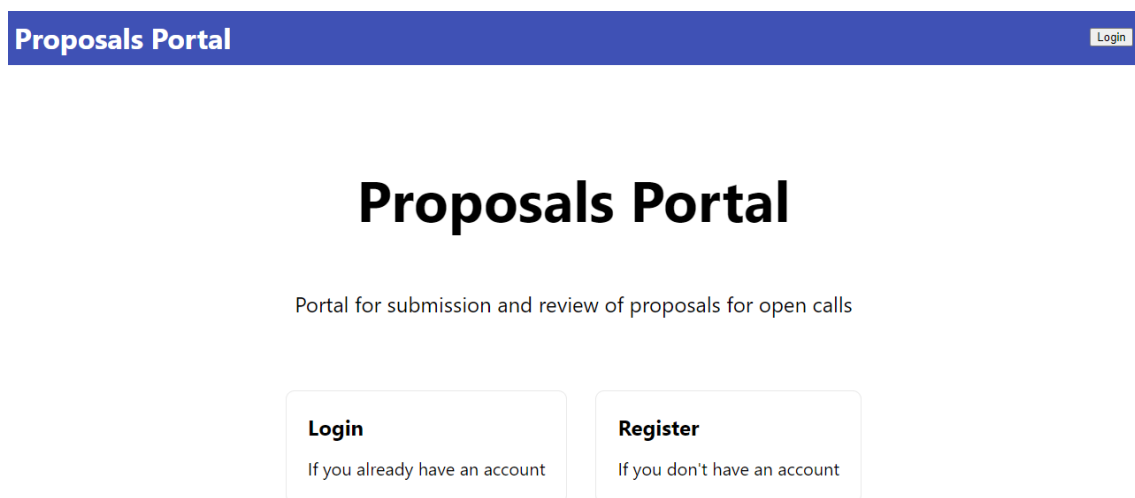 Proposals Portal
Login
Proposals Portal
Portal for submission and review of proposals for open calls
Login
If you already have an account
Register
If you don't have an account